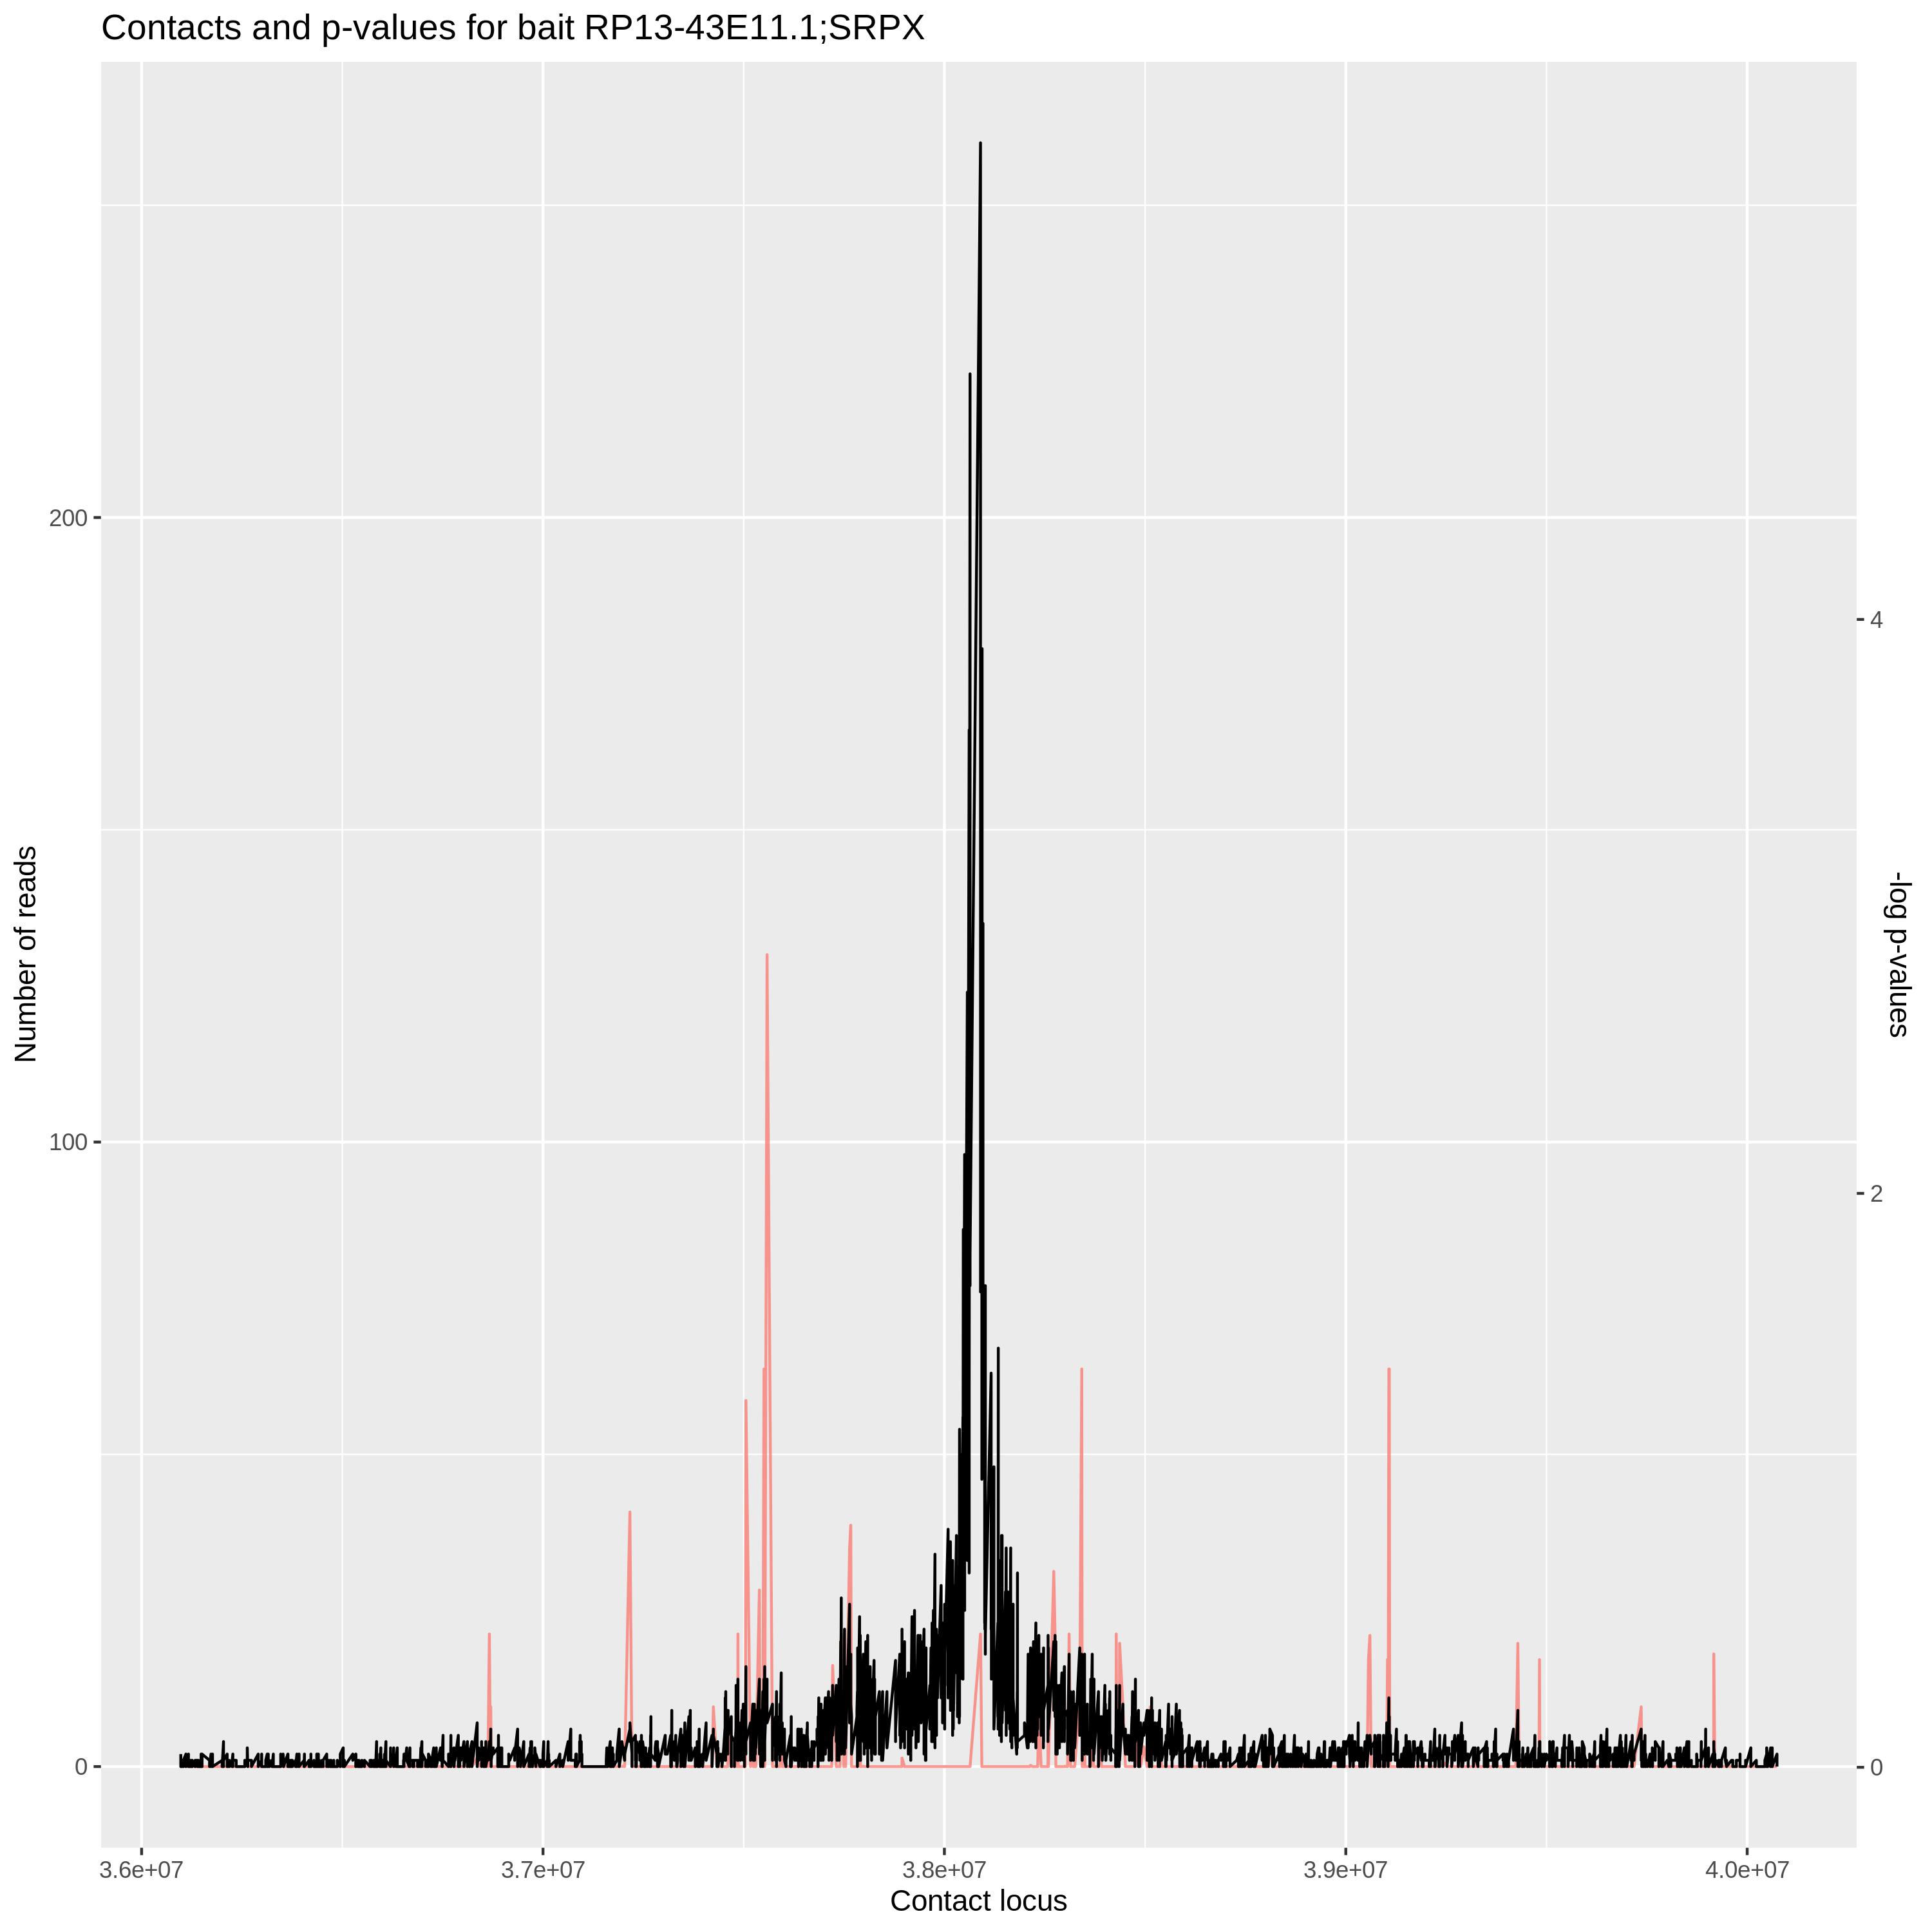 Contacts and p-values for bait RP13-43E11.1;SRPX
Number of reads
200
100
0
-log p-values
4
2
0
3.6e+07
3.7e+07
3.8e+07
3.9e+07
4.0e+07
Contact locus